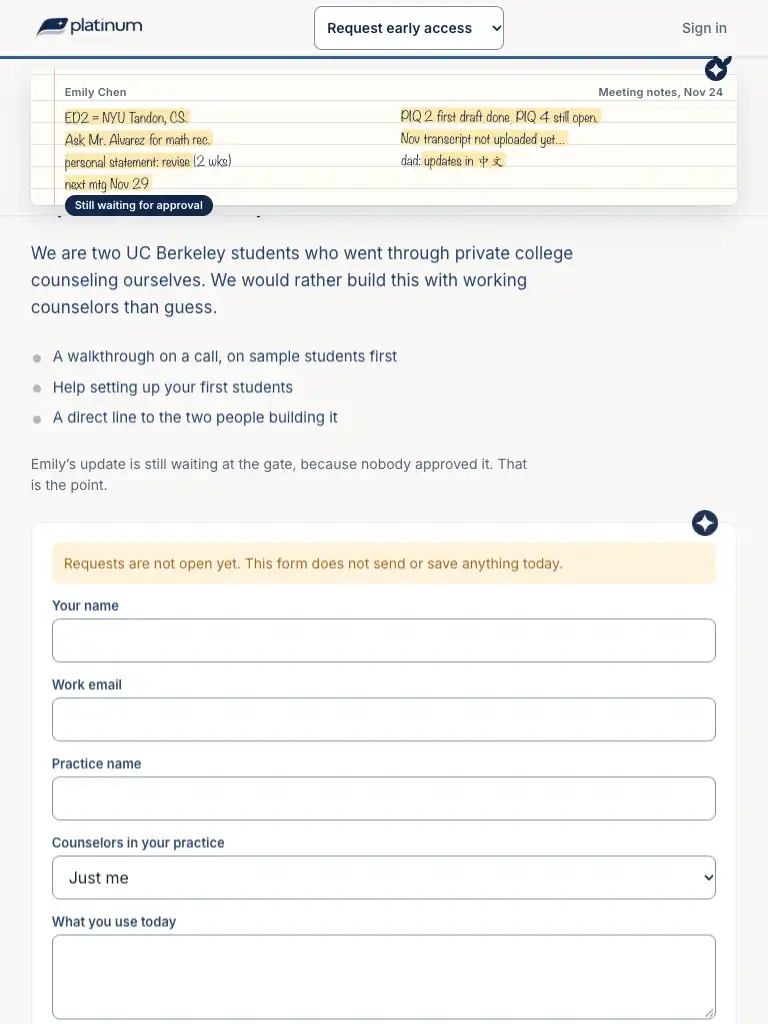 platinum
Request early access
Sign in
Emily Chen
Meeting notes, Nov 24
ED2 = NYU Tandon, CS.
Ask Mr. Alvarez for math rec.
personal statement: revise (2 wks)
next mtg Nov 29
PIQ 2 first draft done, PIQ 4 still open.
Nov transcript not uploaded yet...
dad: updates in 中文
Still waiting for approval
We are two UC Berkeley students who went through private college
counseling ourselves. We would rather build this with working
counselors than guess.
A walkthrough on a call, on sample students first
Help setting up your first students
A direct line to the two people building it
Emily’s update is still waiting at the gate, because nobody approved it. That
is the point.
Requests are not open yet. This form does not send or save anything today.
Your name
Work email
Practice name
Counselors in your practice
Just me
What you use today